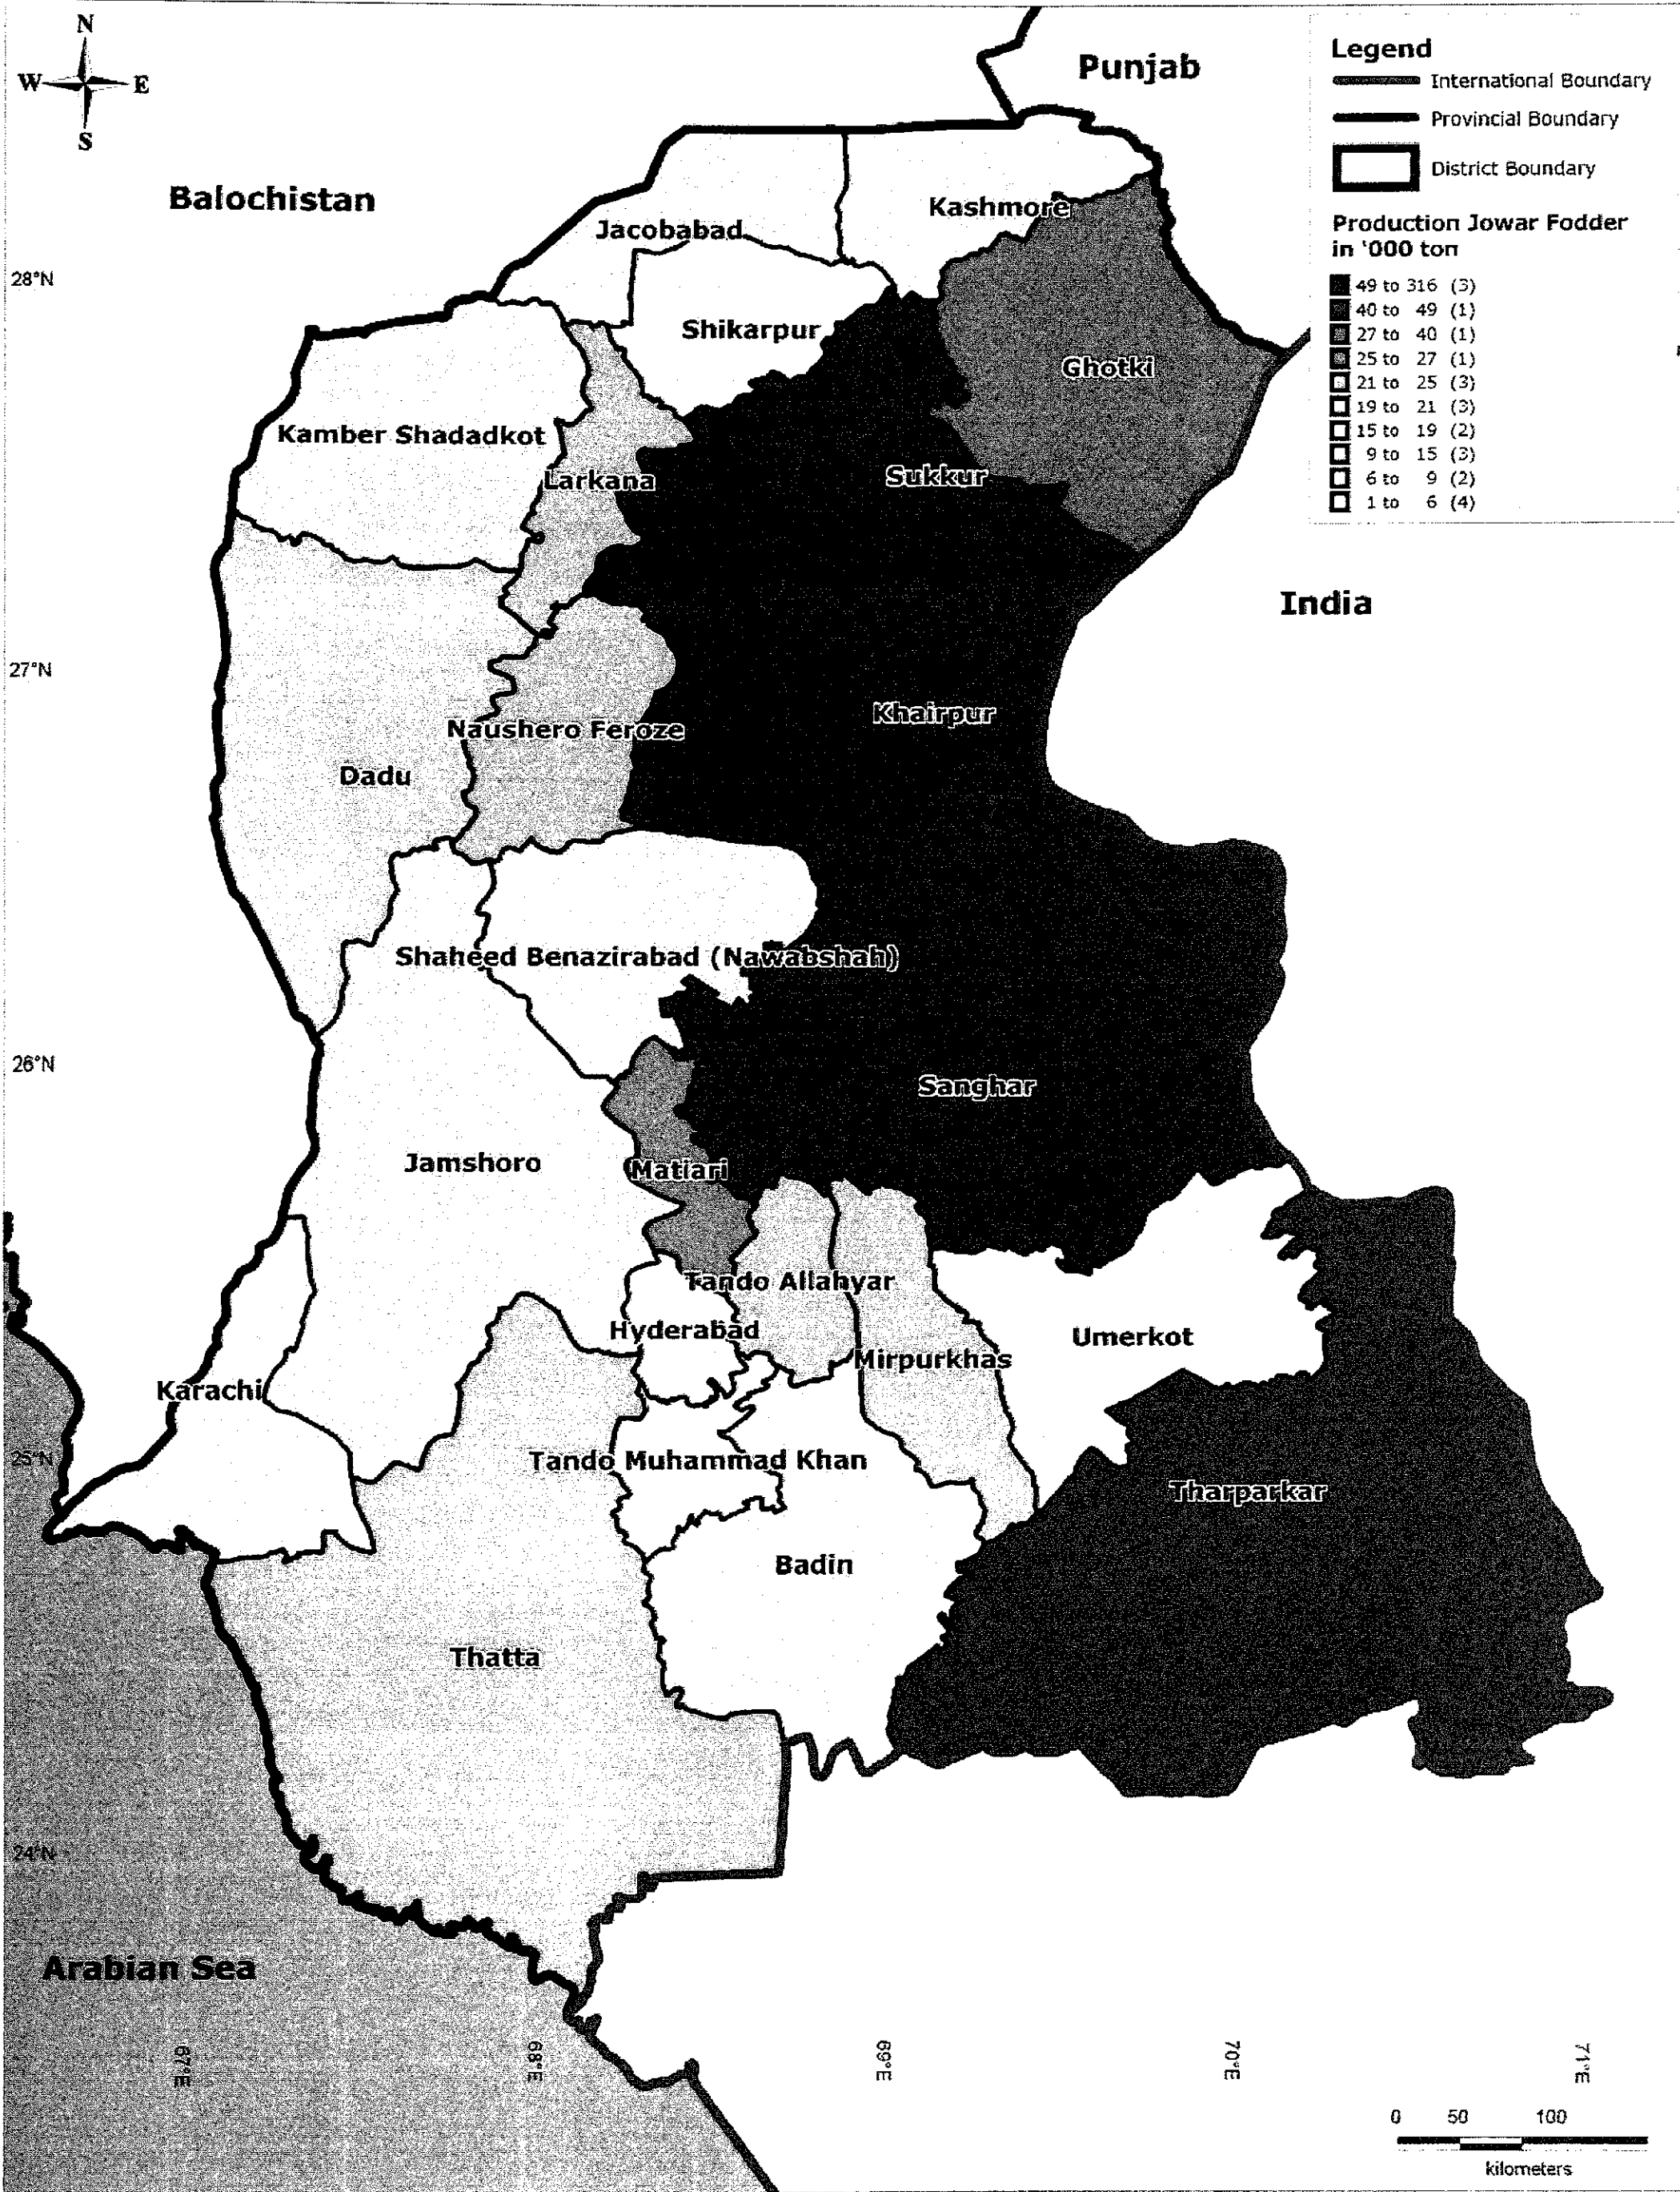 N
W E
S
Punjab
Balochistan
Legend
International Boundary
Provincial Boundary
District Boundary
Production Jowar Fodder
in '000 ton
49 to 316 (3)
40 to 49 (1)
27 to 40 (1)
25 to 27 (1)
21 to 25 (3)
19 to 21 (3)
15 to 19 (2)
9 to 15 (3)
6 to 9 (2)
1 to 6 (4)
Kashmore
Jacobabad
28°N
Shikarpur
Ghotki
Kamber Shadadkot
Larkana
Sukkur
India
27°N
Khairpur
Naushero Feroze
Dadu
Shaheed Benazirabad (Nawabshah)
26°N
Sanghar
Jamshoro
Matiari
Tando Allahyar
Hyderabad
Umerkot
Mirpurkhas
Karachi
25°N
Tando Muhammad Khan
Tharparkar
Badin
Thatta
24°N
Arabian Sea
67°E
68°E
69°E
70°E
71°E
0 50 100
kilometers